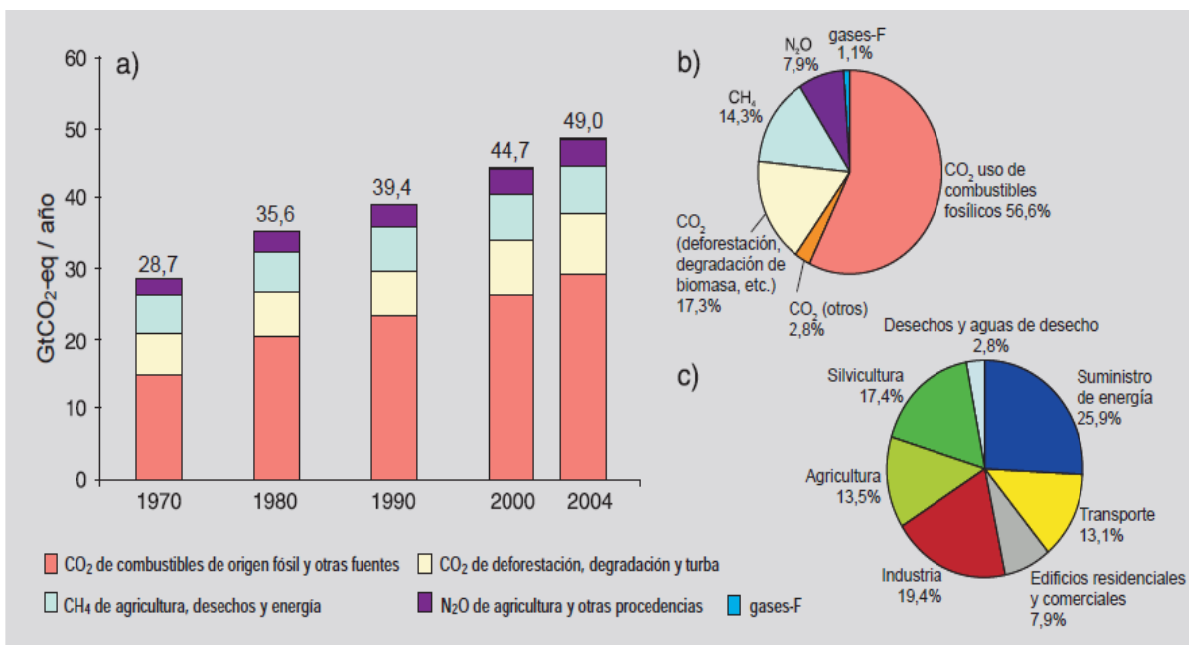 a)
GtCO₂-eq / año
60
50
40
30
20
10
0
28,7
35,6
39,4
44,7
49,0
1970
1980
1990
2000
2004
CO₂ de combustibles de origen fósil y otras fuentes
CO₂ de deforestación, degradación y turba
CH₄ de agricultura, desechos y energía
N₂O de agricultura y otras procedencias
gases-F
b)
gases-F
1,1%
N₂O
7,9%
CH₄
14,3%
CO₂ uso de
combustibles
fosílicos 56,6%
CO₂
(deforestación,
degradación de
biomasa, etc.)
17,3%
CO₂ (otros)
2,8%
c)
Desechos y aguas de desecho
2,8%
Silvicultura
17,4%
Suministro
de energía
25,9%
Agricultura
13,5%
Transporte
13,1%
Industria
19,4%
Edificios residenciales
y comerciales
7,9%